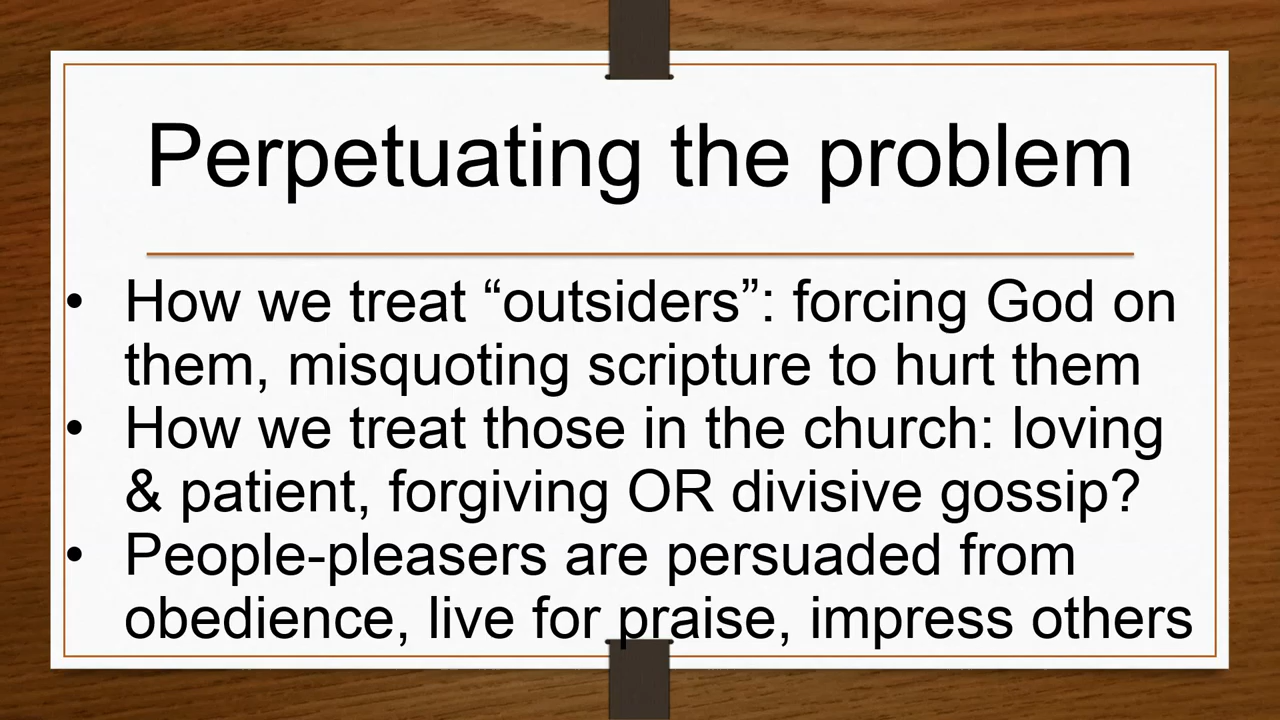 Perpetuating the problem
• How we treat “outsiders”: forcing God on
them, misquoting scripture to hurt them
• How we treat those in the church: loving
& patient, forgiving OR divisive gossip?
• People-pleasers are persuaded from
obedience, live for praise, impress others